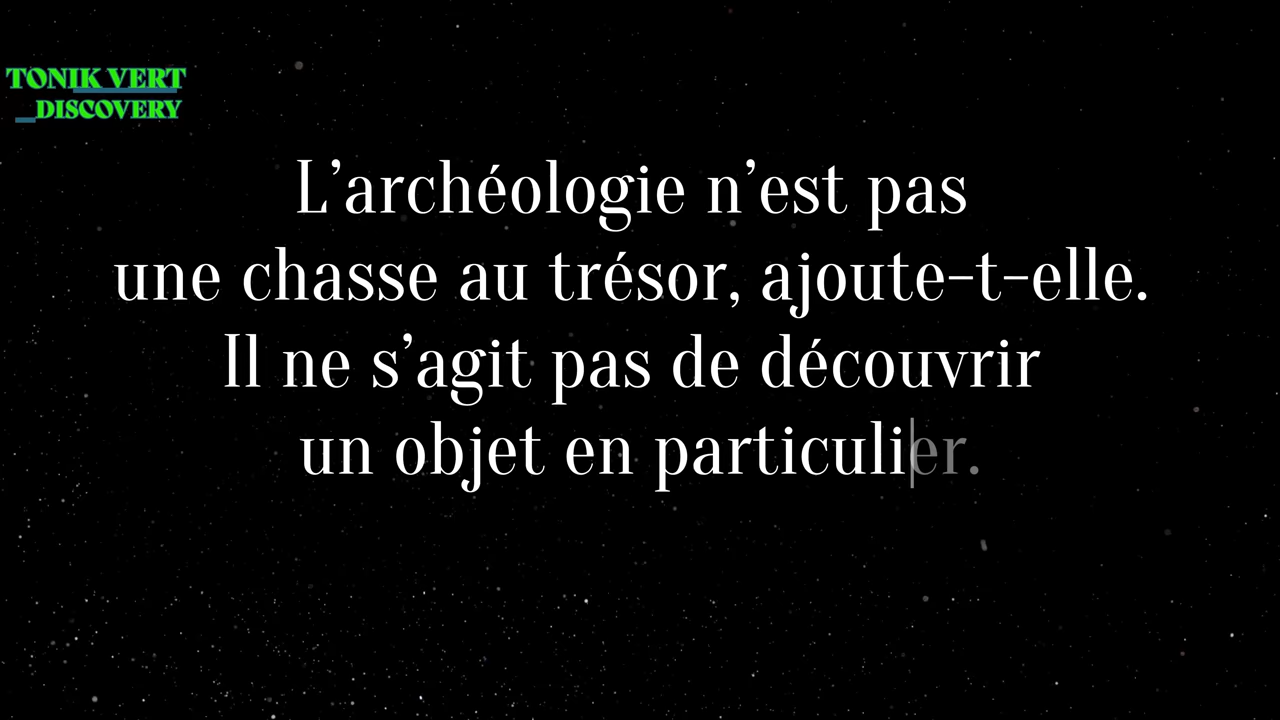 TONIK VERT
DISCOVERY
L’archéologie n’est pas
une chasse au trésor, ajoute-t-elle.
Il ne s’agit pas de découvrir
un objet en particulier.